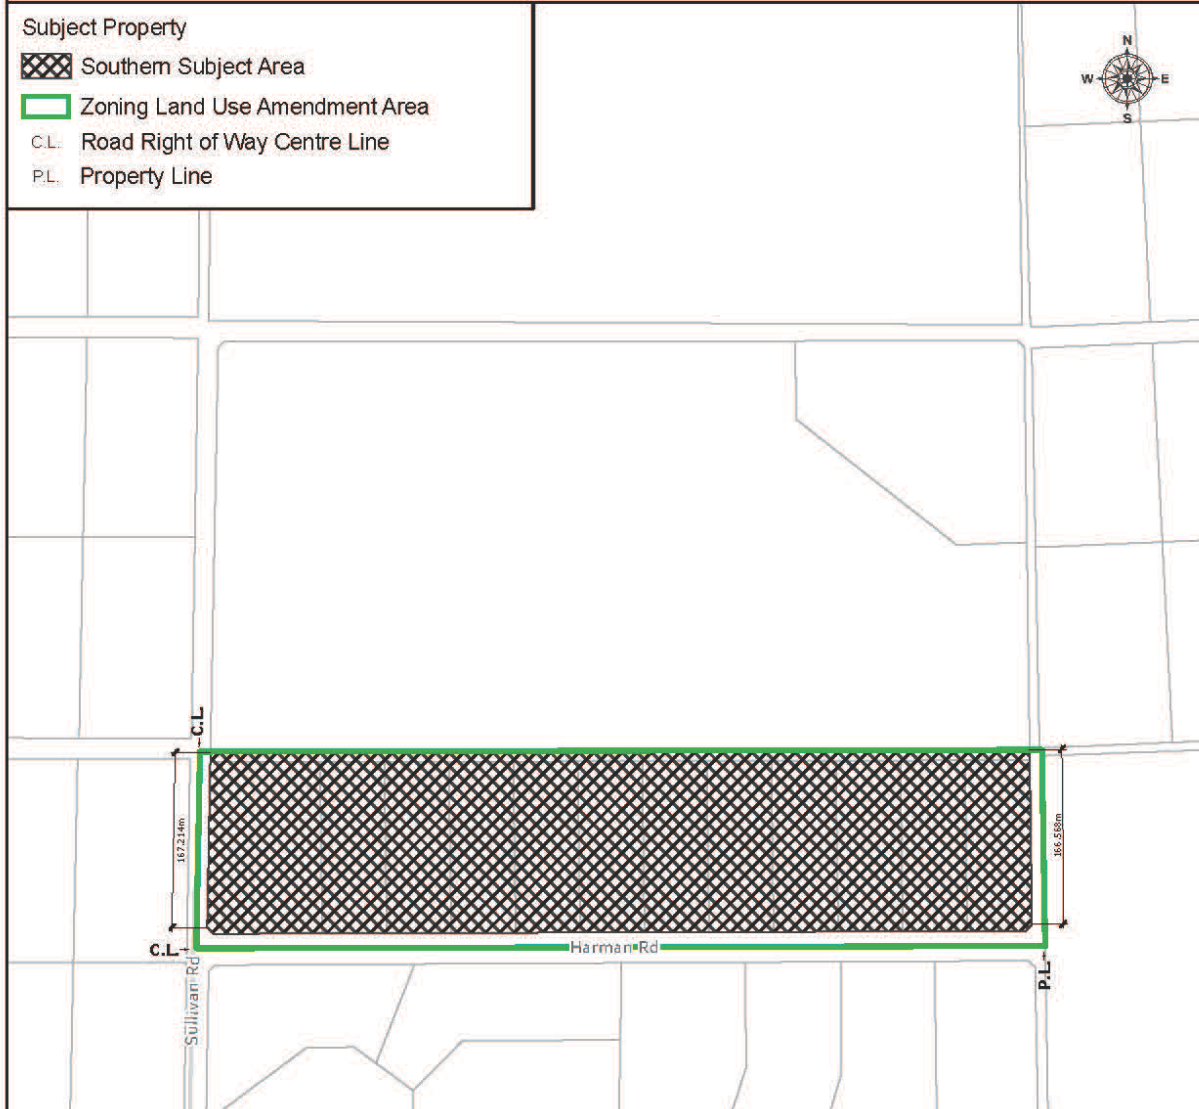 Subject Property
Southern Subject Area
Zoning Land Use Amendment Area
C.L. Road Right of Way Centre Line
P.L. Property Line
N
W E
S
C.L.
167.214m
166.568m
C.L.
Harman Rd
Sullivan Rd
P.L.